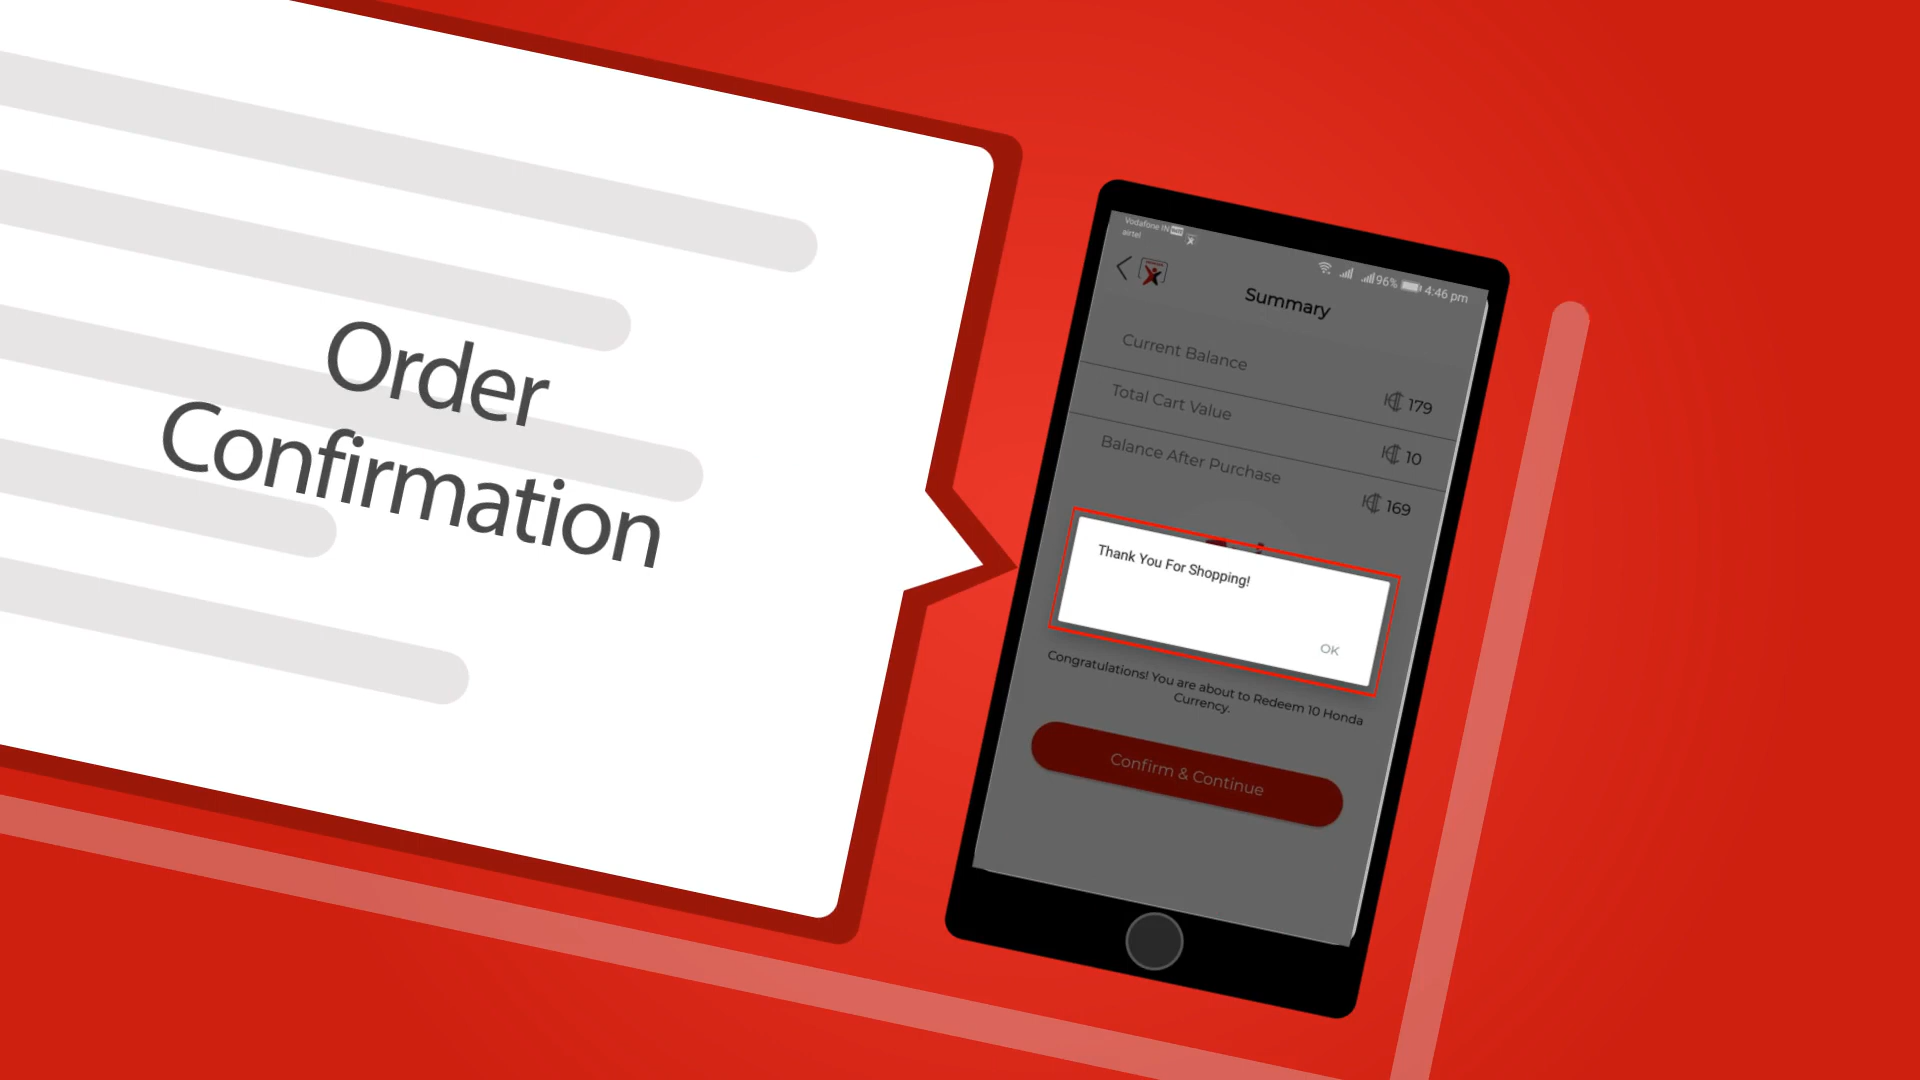 Order
Confirmation
Vodafone IN
airtel
96% 4:46 pm
Summary
Current Balance
179
Total Cart Value
10
Balance After Purchase
169
Thank You For Shopping!
OK
Congratulations! You are about to Redeem 10 Honda
Currency.
Confirm & Continue